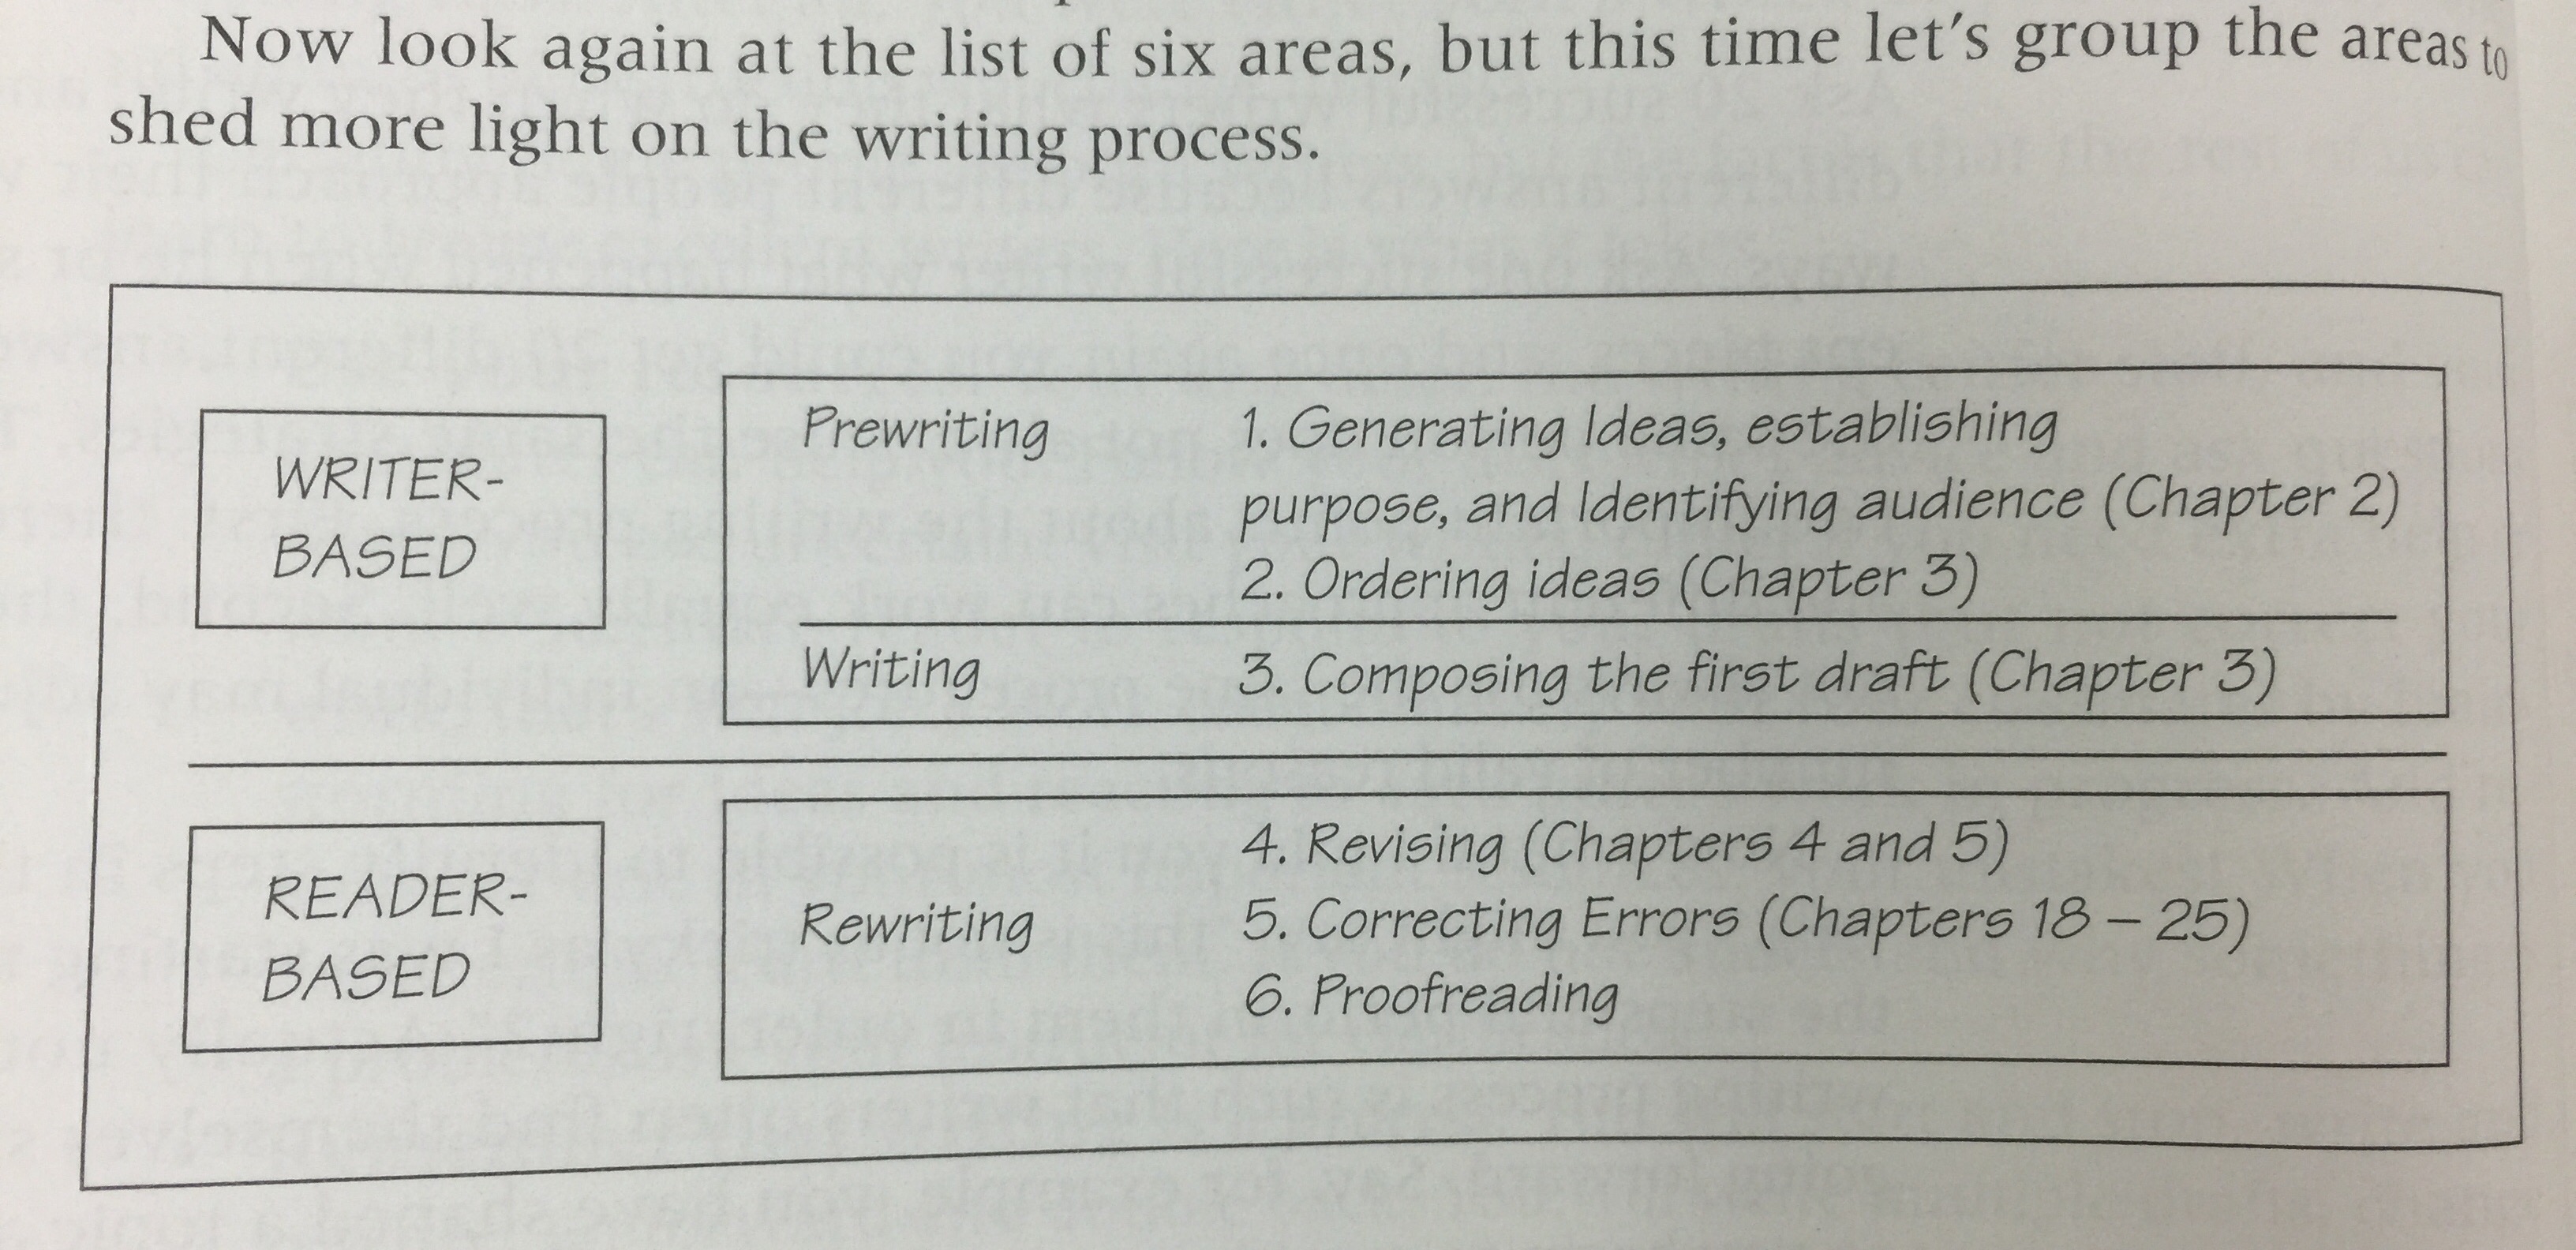 Now look again at the list of six areas, but this time let's group the areas to
shed more light on the writing process.
WRITER-
BASED
Prewriting
1. Generating Ideas, establishing
purpose, and Identifying audience (Chapter 2)
2. Ordering ideas (Chapter 3)
Writing
3. Composing the first draft (Chapter 3)
READER-
BASED
Rewriting
4. Revising (Chapters 4 and 5)
5. Correcting Errors (Chapters 18 – 25)
6. Proofreading